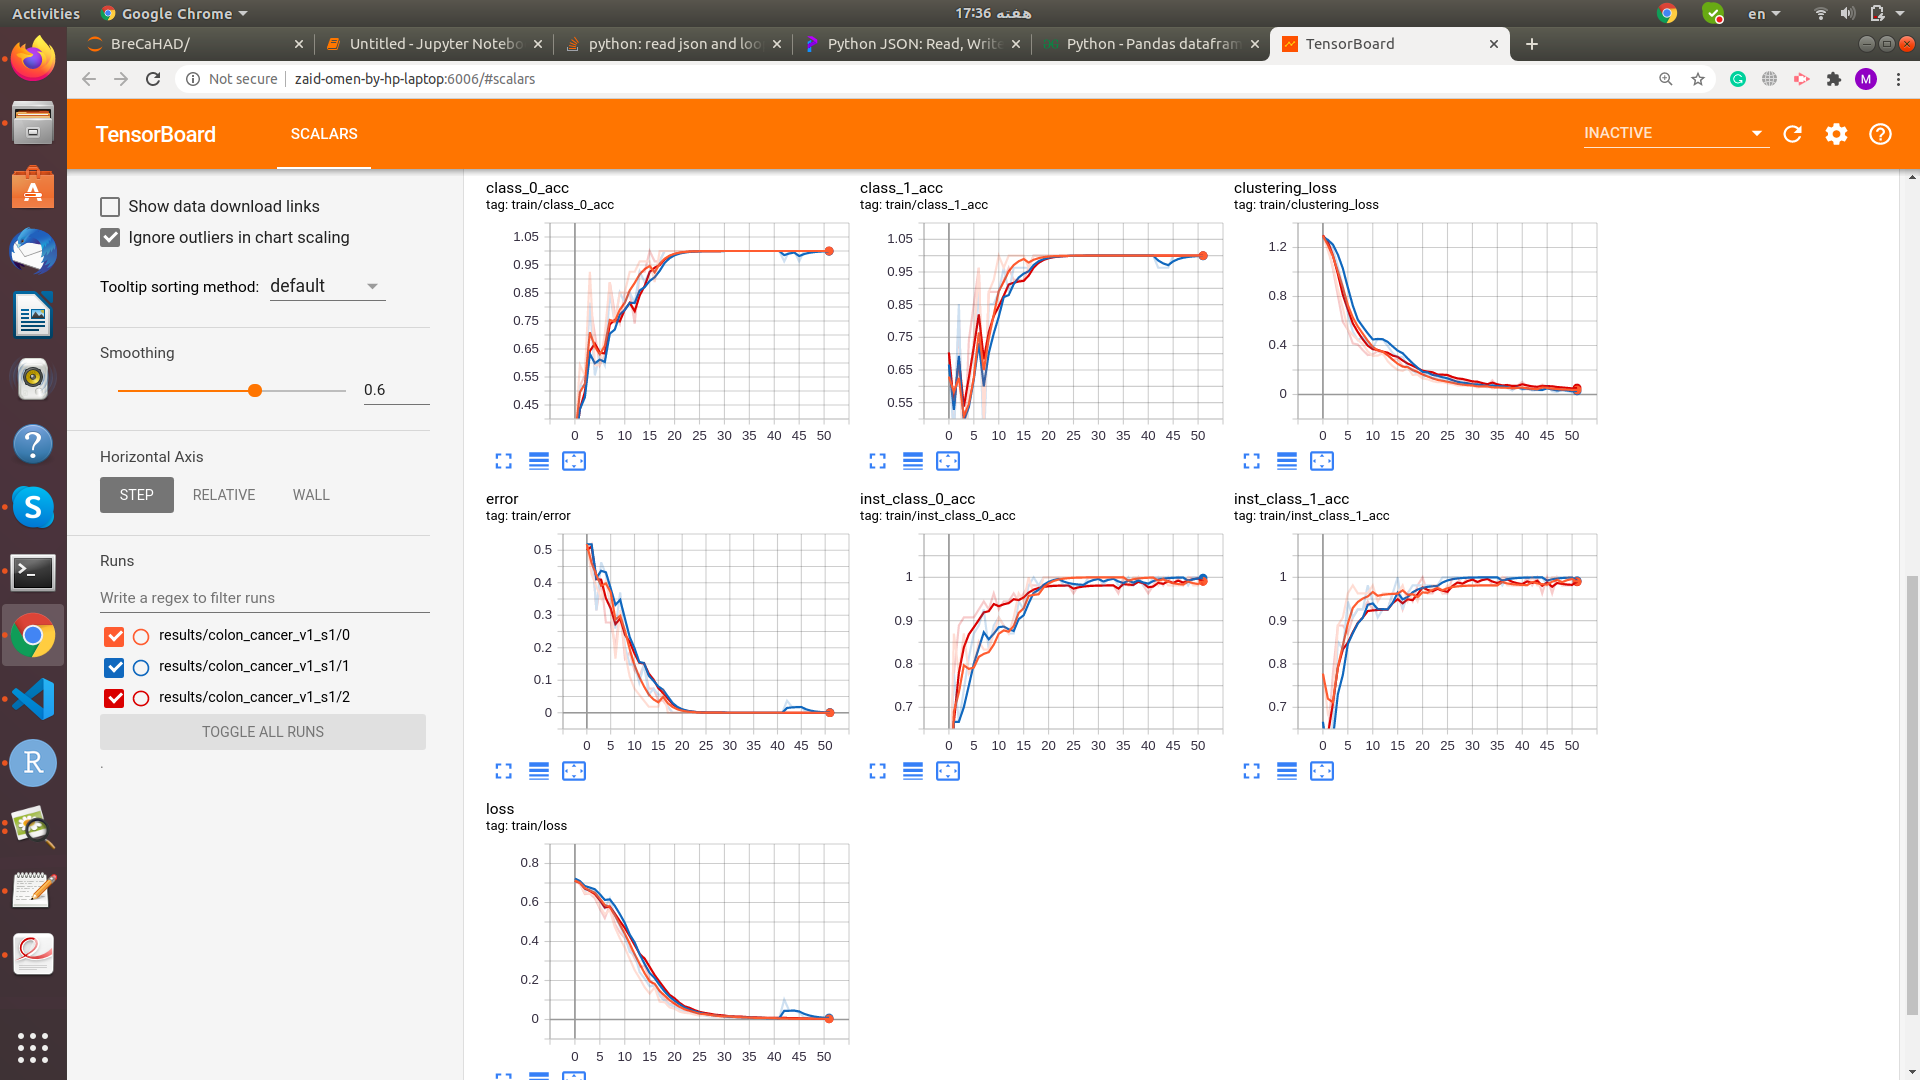 Activities
Google Chrome
هفته 17:36
en
BreCaHAD/
Untitled - Jupyter Notebo
python: read json and loo
Python JSON: Read, Write
Python - Pandas datafram
TensorBoard
Not secure
zaid-omen-by-hp-laptop:6006/#scalars
M
TensorBoard
SCALARS
INACTIVE
Show data download links
Ignore outliers in chart scaling
Tooltip sorting method: default
Smoothing
0.6
Horizontal Axis
STEP RELATIVE WALL
Runs
Write a regex to filter runs
results/colon_cancer_v1_s1/0
results/colon_cancer_v1_s1/1
results/colon_cancer_v1_s1/2
TOGGLE ALL RUNS
.
class_0_acc
tag: train/class_0_acc
1.05
0.95
0.85
0.75
0.65
0.55
0.45
0 5 10 15 20 25 30 35 40 45 50
class_1_acc
tag: train/class_1_acc
1.05
0.95
0.85
0.75
0.65
0.55
0 5 10 15 20 25 30 35 40 45 50
clustering_loss
tag: train/clustering_loss
1.2
0.8
0.4
0
0 5 10 15 20 25 30 35 40 45 50
error
tag: train/error
0.5
0.4
0.3
0.2
0.1
0
0 5 10 15 20 25 30 35 40 45 50
inst_class_0_acc
tag: train/inst_class_0_acc
1
0.9
0.8
0.7
0 5 10 15 20 25 30 35 40 45 50
inst_class_1_acc
tag: train/inst_class_1_acc
1
0.9
0.8
0.7
0 5 10 15 20 25 30 35 40 45 50
loss
tag: train/loss
0.8
0.6
0.4
0.2
0
0 5 10 15 20 25 30 35 40 45 50